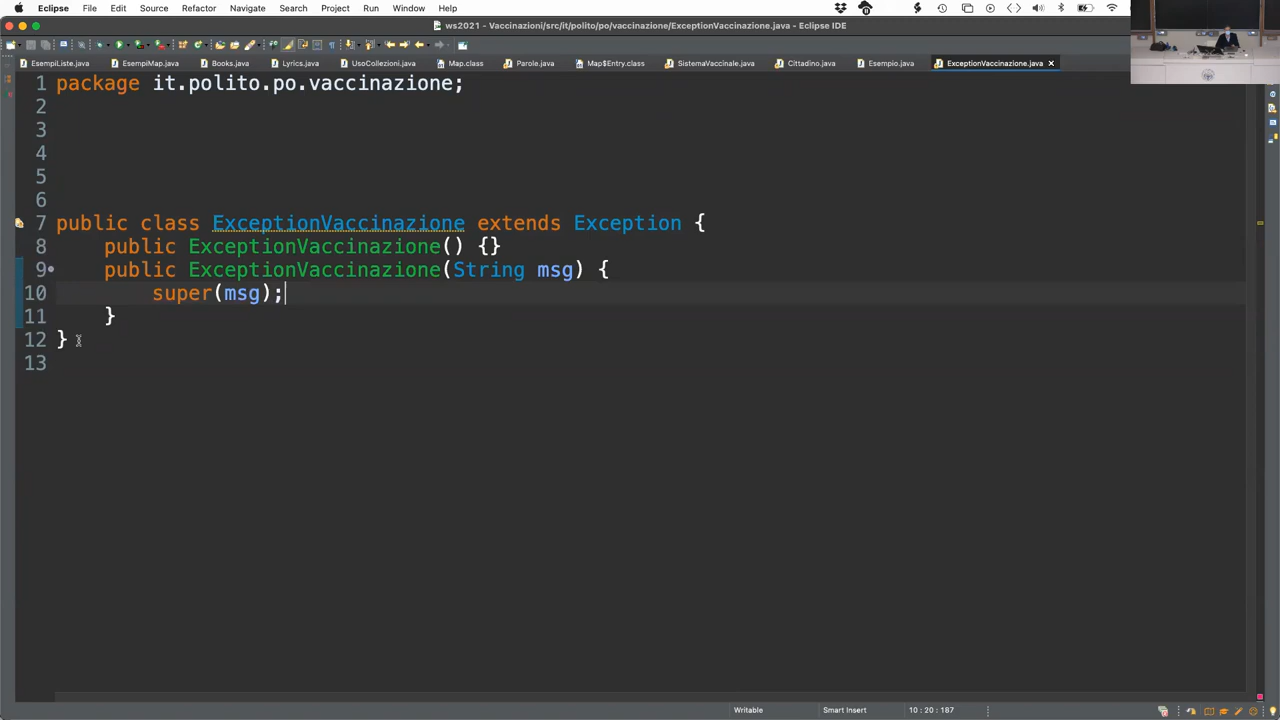 Eclipse File Edit Source Refactor Navigate Search Project Run Window Help
ws2021 - Vaccinazioni/src/it/polito/po/vaccinazione/ExceptionVaccinazione.java - Eclipse IDE
EsempiListe.java EsempiMap.java Books.java Lyrics.java UsoCollezioni.java Map.class Parole.java Map$Entry.class SistemaVaccinale.java Cittadino.java Esempio.java ExceptionVaccinazione.java
1 package it.polito.po.vaccinazione;
2
3
4
5
6
7 public class ExceptionVaccinazione extends Exception {
8 public ExceptionVaccinazione() {}
9 public ExceptionVaccinazione(String msg) {
10 super(msg);
11 }
12 }
13
Writable Smart Insert 10 : 20 : 187